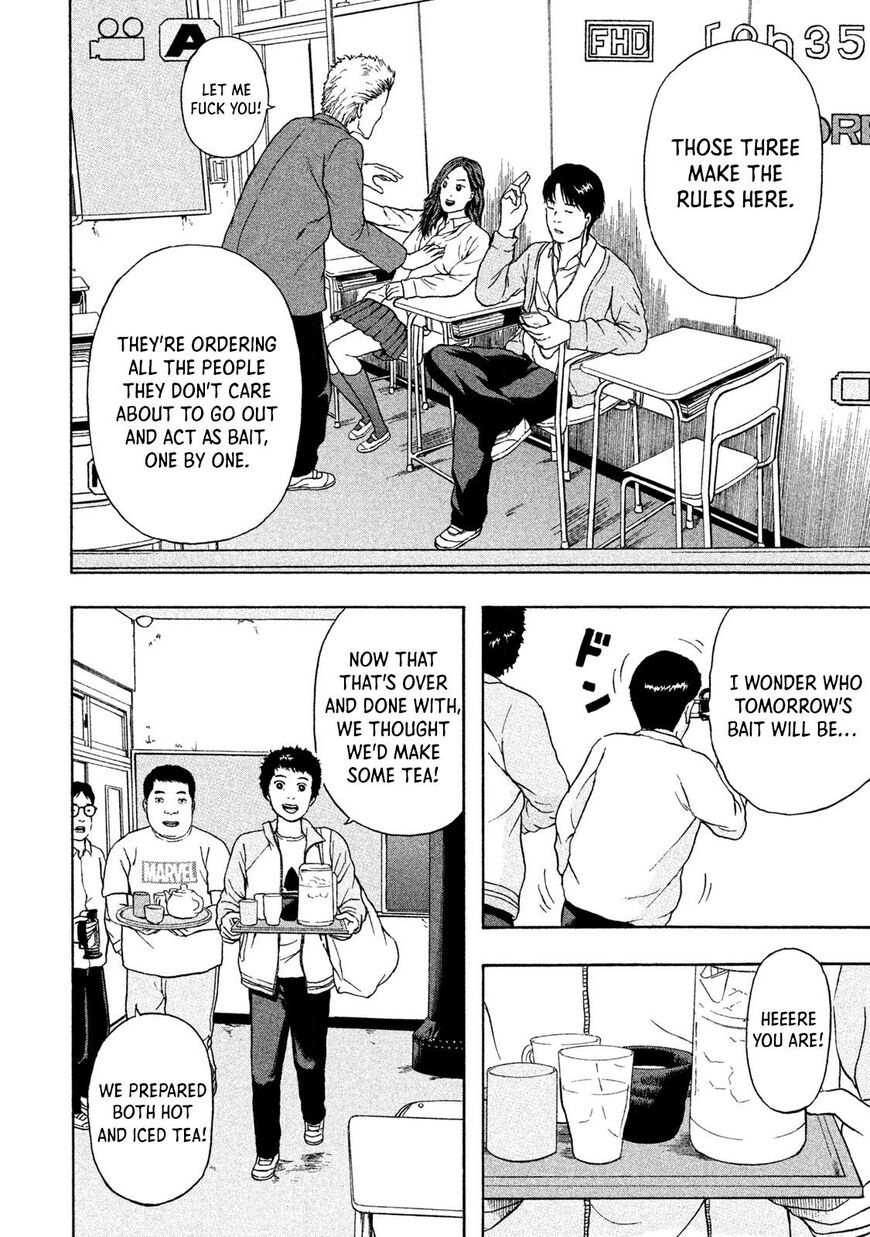 A
FHD
THOSE THREE
MAKE THE
RULES HERE.
LET ME
FUCK YOU!
THEY'RE ORDERING
ALL THE PEOPLE
THEY DON'T CARE
ABOUT TO GO OUT
AND ACT AS BAIT,
ONE BY ONE.
I WONDER WHO
TOMORROW'S
BAIT WILL BE...
ドン
NOW THAT
THAT'S OVER
AND DONE WITH,
WE THOUGHT
WE'D MAKE
SOME TEA!
MARVEL
WE PREPARED
BOTH HOT
AND ICED TEA!
HEEERE
YOU ARE!